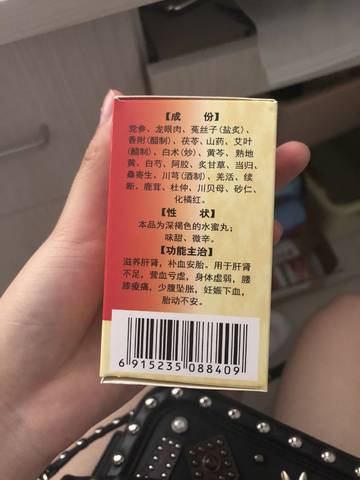 【成 份】
党参、龙眼肉、菟丝子(盐炙)、
香附(醋制)、茯苓、山药、艾叶
(醋制)、白术(炒)、黄芩、熟地
黄、白芍、阿胶、炙甘草、当归、
桑寄生、川芎(酒制)、羌活、续
断、鹿茸、杜仲、川贝母、砂仁、
化橘红。
【性 状】
本品为深褐色的水蜜丸；
味甜、微辛。
【功能主治】
滋养肝肾，补血安胎。用于肝肾
不足，营血亏虚，身体虚弱，腰
膝痠痛，少腹坠胀，妊娠下血，
胎动不安。
6 915235 088409